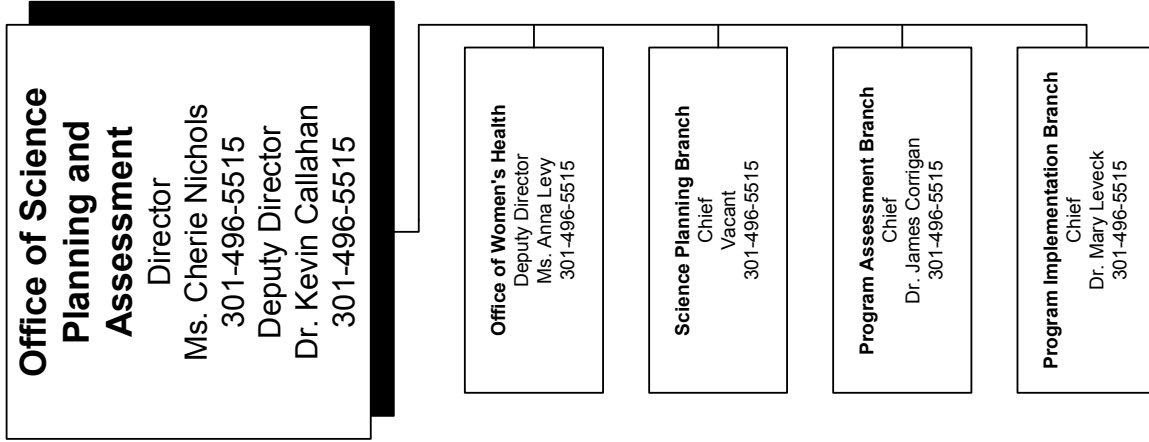 Office of Science
Planning and
Assessment
Director
Ms. Cherie Nichols
301-496-5515
Deputy Director
Dr. Kevin Callahan
301-496-5515
Office of Women's Health
Deputy Director
Ms. Anna Levy
301-496-5515
Science Planning Branch
Chief
Vacant
301-496-5515
Program Assessment Branch
Chief
Dr. James Corrigan
301-496-5515
Program Implementation Branch
Chief
Dr. Mary Leveck
301-496-5515